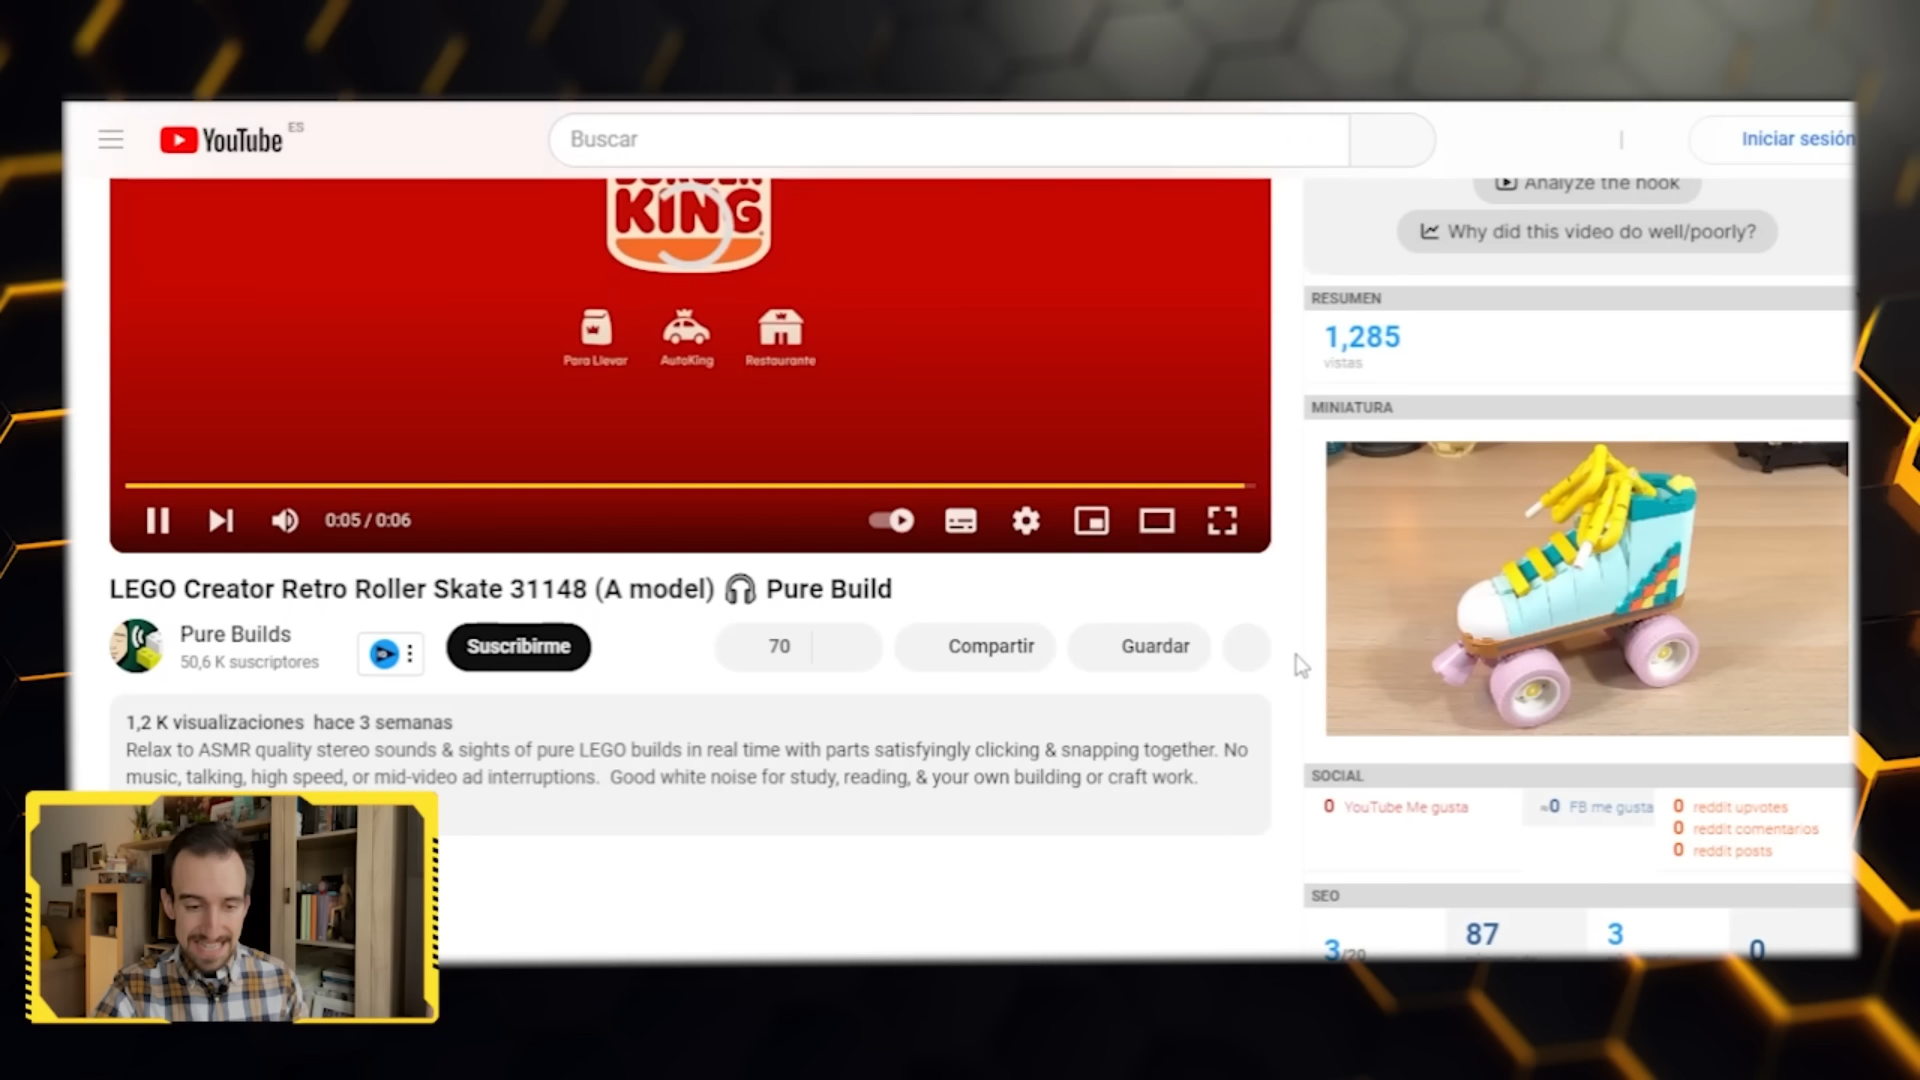 YouTube ES
Buscar
Iniciar sesión
BURGER
KING
Para Llevar
AutoKing
Restaurante
0:05 / 0:06
LEGO Creator Retro Roller Skate 31148 (A model) 🎧 Pure Build
Pure Builds
50,6 K suscriptores
Suscribirme
70
Compartir
Guardar
1,2 K visualizaciones hace 3 semanas
Relax to ASMR quality stereo sounds & sights of pure LEGO builds in real time with parts satisfyingly clicking & snapping together. No
music, talking, high speed, or mid-video ad interruptions. Good white noise for study, reading, & your own building or craft work.
Analyze the hook
Why did this video do well/poorly?
RESUMEN
1,285
vistas
MINIATURA
SOCIAL
0 YouTube Me gusta
≈0 FB me gusta
0 reddit upvotes
0 reddit comentarios
0 reddit posts
SEO
3/20
87
3
0